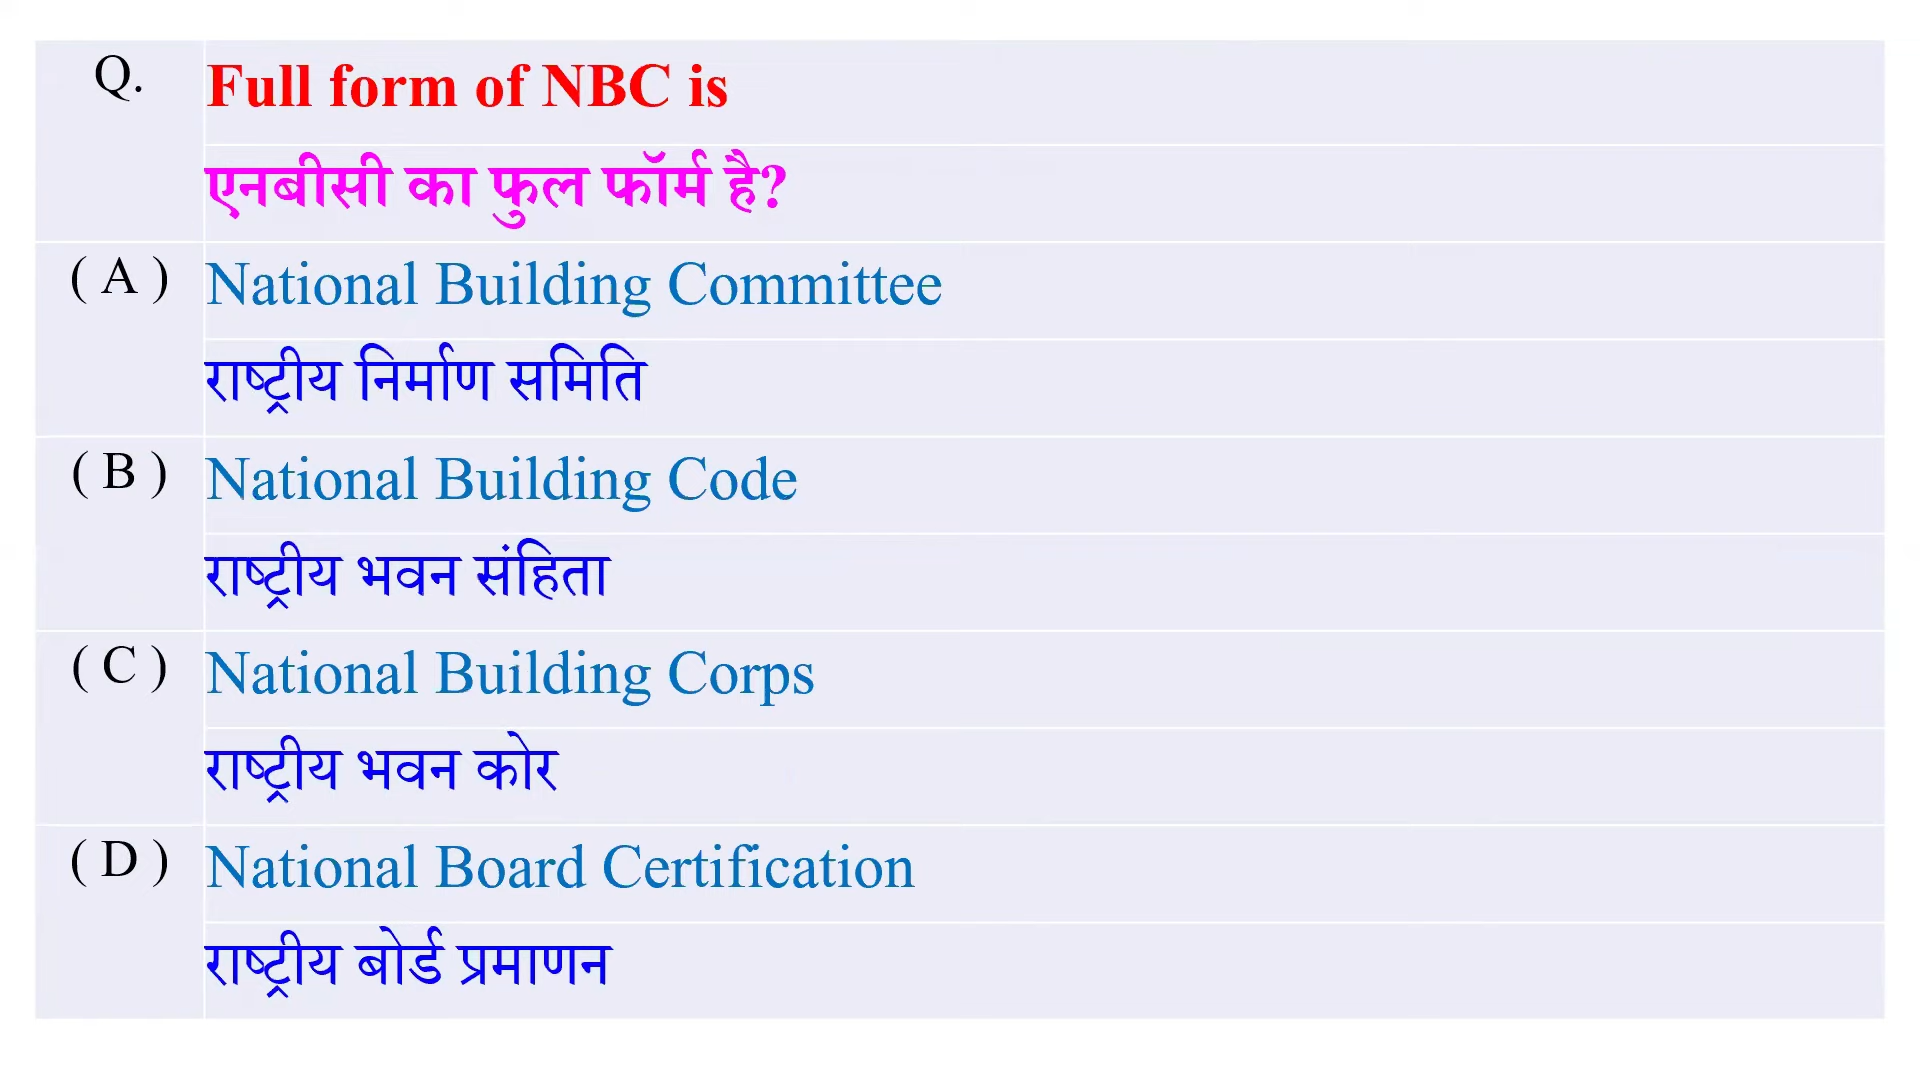 Q. Full form of NBC is
एनबीसी का फुल फॉर्म है?
( A ) National Building Committee
राष्ट्रीय निर्माण समिति
( B ) National Building Code
राष्ट्रीय भवन संहिता
( C ) National Building Corps
राष्ट्रीय भवन कोर
( D ) National Board Certification
राष्ट्रीय बोर्ड प्रमाणन